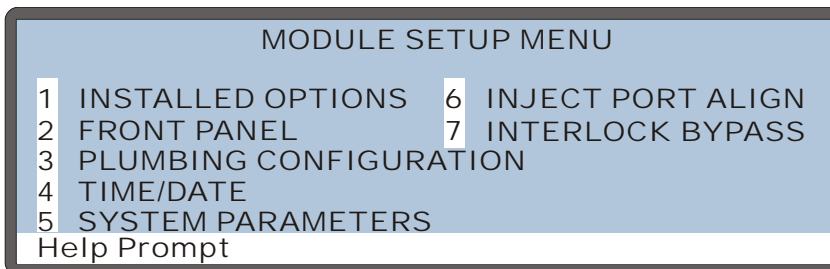 MODULE SETUP MENU
1 INSTALLED OPTIONS 6 INJECT PORT ALIGN
2 FRONT PANEL 7 INTERLOCK BYPASS
3 PLUMBING CONFIGURATION
4 TIME/DATE
5 SYSTEM PARAMETERS
Help Prompt